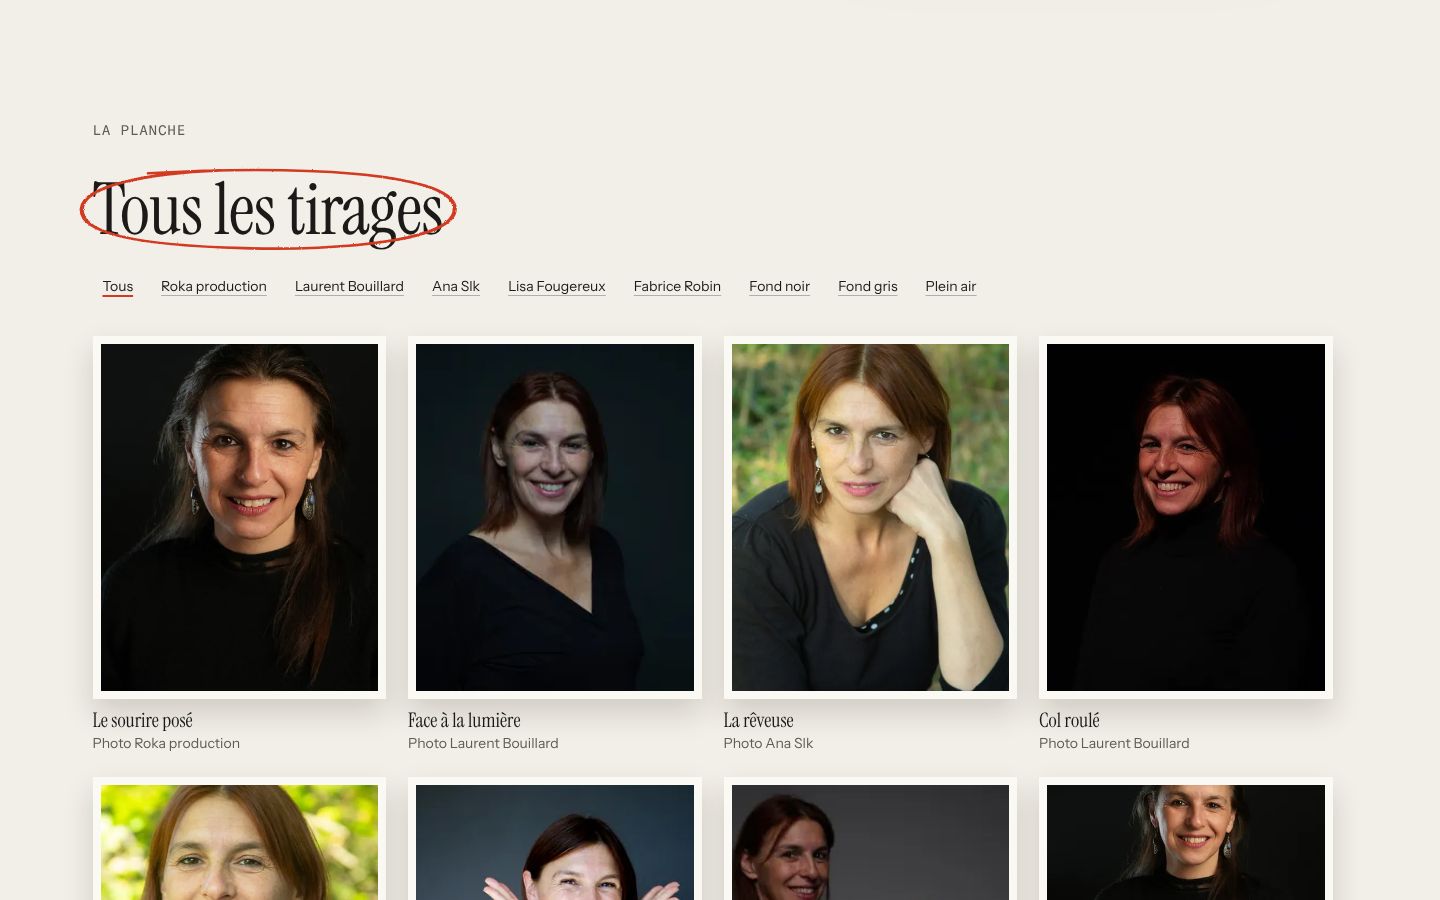 LA PLANCHE
Tous les tirages
Tous Roka production Laurent Bouillard Ana Slk Lisa Fougereux Fabrice Robin Fond noir Fond gris Plein air
Le sourire posé Face à la lumière La rêveuse Col roulé
Photo Roka production Photo Laurent Bouillard Photo Ana Slk Photo Laurent Bouillard